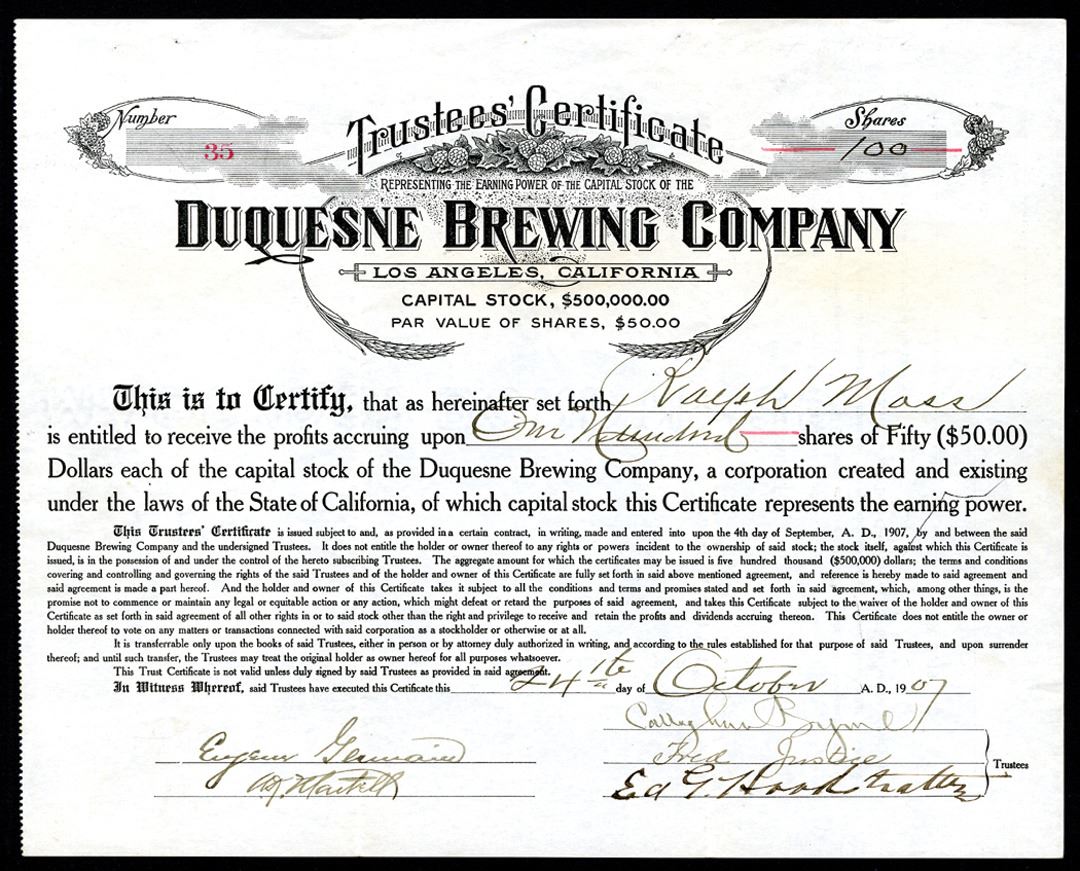 Number
35
Trustees' Certificate
Shares
100
REPRESENTING THE EARNING POWER OF THE CAPITAL STOCK OF THE
DUQUESNE BREWING COMPANY
LOS ANGELES, CALIFORNIA
CAPITAL STOCK, $500,000.00
PAR VALUE OF SHARES, $50.00
This is to Certify, that as hereinafter set forth Ralph Moss
is entitled to receive the profits accruing upon One Hundred shares of Fifty ($50.00)
Dollars each of the capital stock of the Duquesne Brewing Company, a corporation created and existing
under the laws of the State of California, of which capital stock this Certificate represents the earning power.
This Trustees' Certificate is issued subject to and, as provided in a certain contract, in writing, made and entered into upon the 4th day of September, A. D., 1907, by and between the said
Duquesne Brewing Company and the undersigned Trustees. It does not entitle the holder or owner thereof to any rights or powers incident to the ownership of said stock; the stock itself, against which this Certificate is
issued, is in the possession of and under the control of the hereto subscribing Trustees. The aggregate amount for which the certificates may be issued is five hundred thousand ($500,000) dollars; the terms and conditions
covering and controlling and governing the rights of the said Trustees and of the holder and owner of this Certificate are fully set forth in said above mentioned agreement, and reference is hereby made to said agreement and
said agreement is made a part hereof. And the holder and owner of this Certificate takes it subject to all the conditions and terms and promises stated and set forth in said agreement, which, among other things, is the
promise not to commence or maintain any legal or equitable action or any action, which might defeat or retard the purposes of said agreement, and takes this Certificate subject to the waiver of the holder and owner of this
Certificate as set forth in said agreement of all other rights in or to said stock other than the right and privilege to receive and retain the profits and dividends accruing thereon. This Certificate does not entitle the owner or
holder thereof to vote on any matters or transactions connected with said corporation as a stockholder or otherwise or at all.
It is transferrable only upon the books of said Trustees, either in person or by attorney duly authorized in writing, and according to the rules established for that purpose of said Trustees, and upon surrender
thereof; and until such transfer, the Trustees may treat the original holder as owner hereof for all purposes whatsoever.
This Trust Certificate is not valid unless duly signed by said Trustees as provided in said agreement.
In Witness Whereof, said Trustees have executed this Certificate this 24th day of October A. D., 1907
Callaghan Byrne
Eugene Germain
Fred Justice
Trustees
Martell
Ed G. Hookstratten